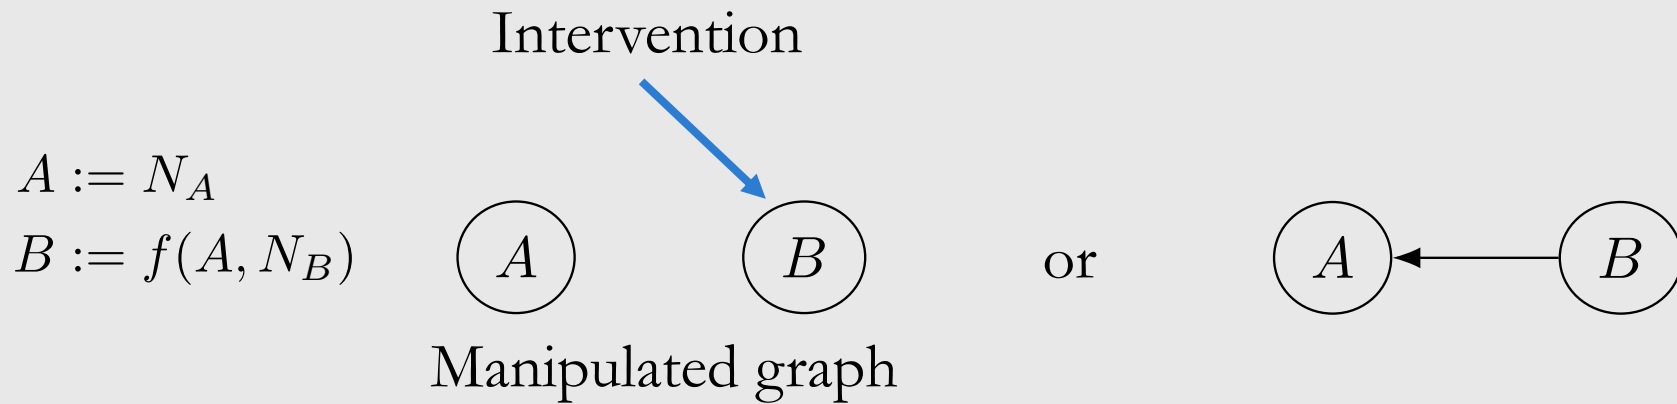 Intervention
A := N_A
B := f(A, N_B)
A
B
or
A
B
Manipulated graph